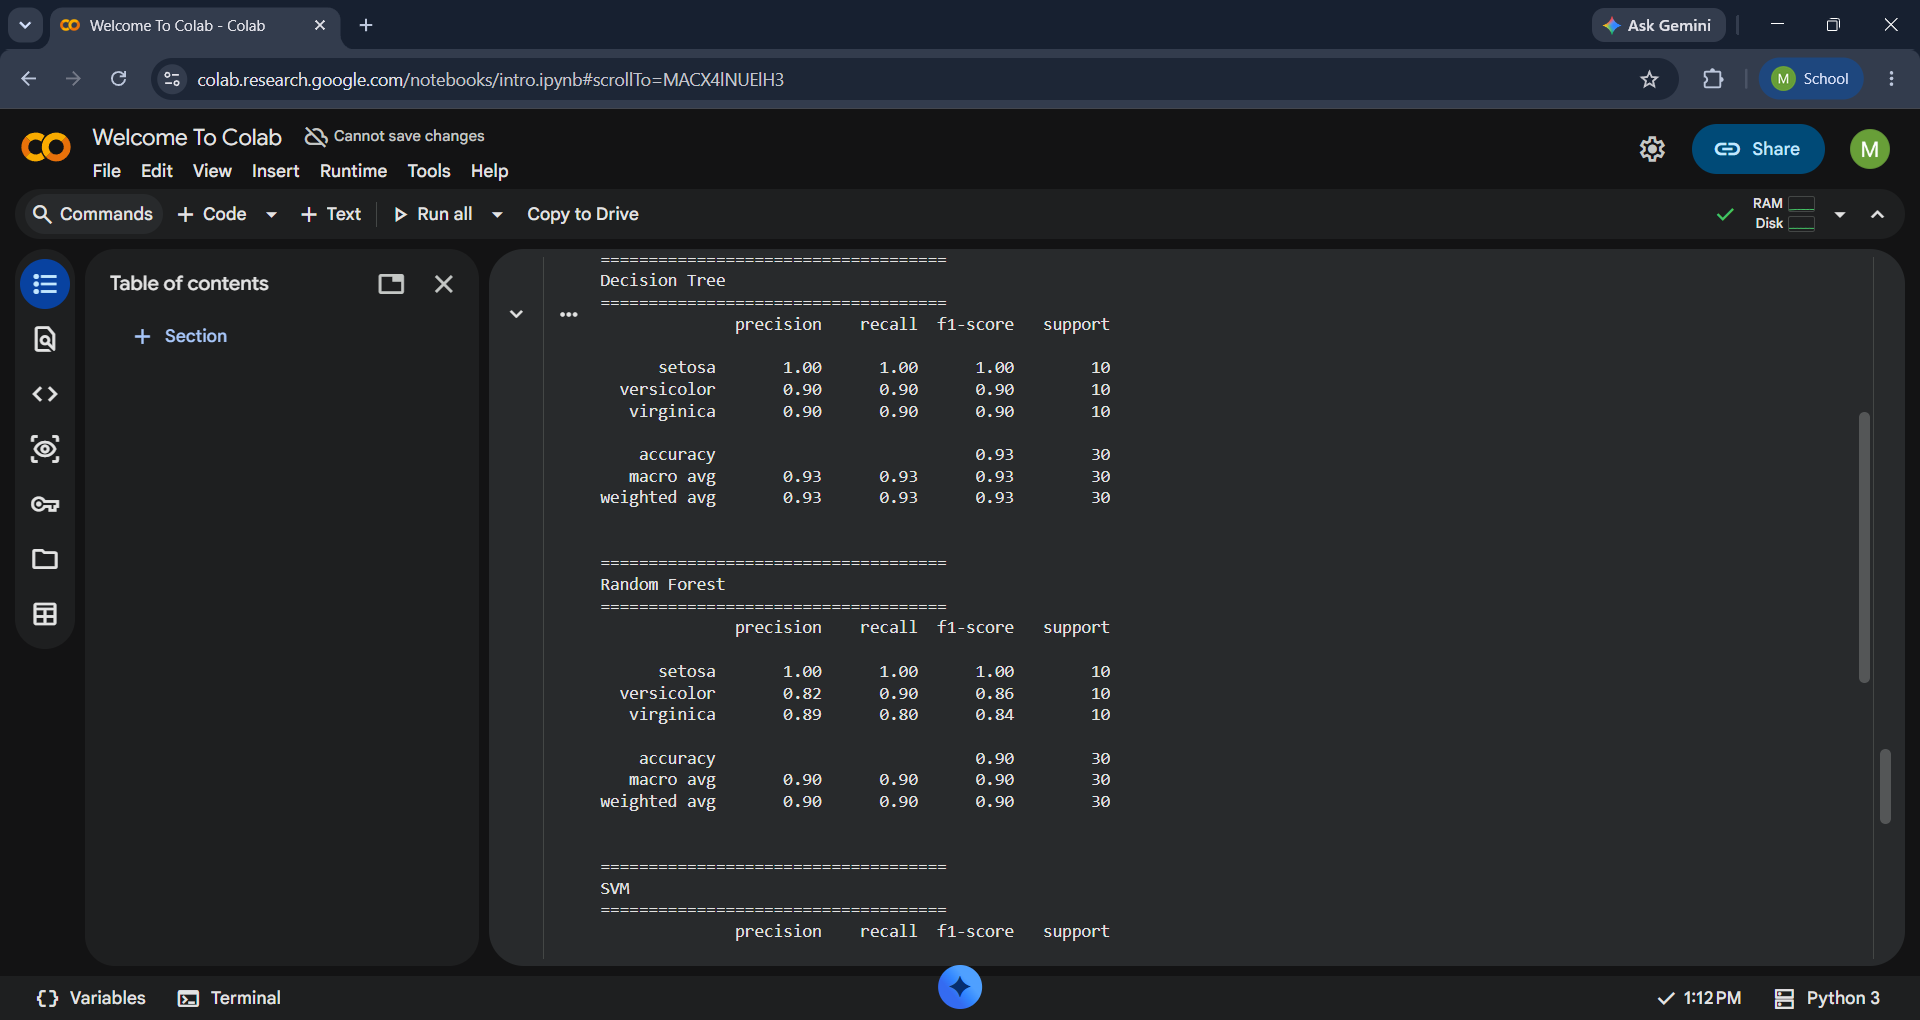 Welcome To Colab - Colab
Ask Gemini
colab.research.google.com/notebooks/intro.ipynb#scrollTo=MACX4INUElH3
M School
Welcome To Colab Cannot save changes
File Edit View Insert Runtime Tools Help
Share
M
Commands + Code + Text Run all Copy to Drive
RAM
Disk
Table of contents
+ Section
====================================
Decision Tree
====================================
precision recall f1-score support
setosa 1.00 1.00 1.00 10
versicolor 0.90 0.90 0.90 10
virginica 0.90 0.90 0.90 10
accuracy 0.93 30
macro avg 0.93 0.93 0.93 30
weighted avg 0.93 0.93 0.93 30
====================================
Random Forest
====================================
precision recall f1-score support
setosa 1.00 1.00 1.00 10
versicolor 0.82 0.90 0.86 10
virginica 0.89 0.80 0.84 10
accuracy 0.90 30
macro avg 0.90 0.90 0.90 30
weighted avg 0.90 0.90 0.90 30
====================================
SVM
====================================
precision recall f1-score support
{} Variables Terminal
1:12 PM Python 3